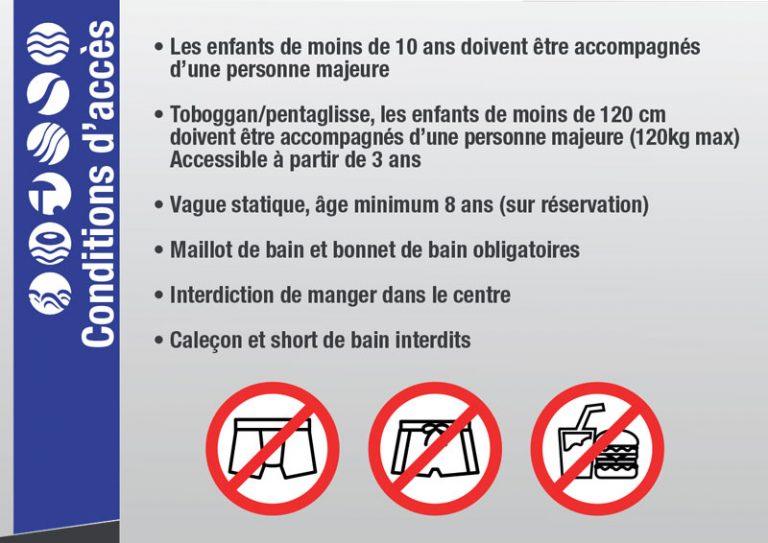 Conditions d'accès
• Les enfants de moins de 10 ans doivent être accompagnés
d'une personne majeure
• Toboggan/pentaglisse, les enfants de moins de 120 cm
doivent être accompagnés d'une personne majeure (120kg max)
Accessible à partir de 3 ans
• Vague statique, âge minimum 8 ans (sur réservation)
• Maillot de bain et bonnet de bain obligatoires
• Interdiction de manger dans le centre
• Caleçon et short de bain interdits